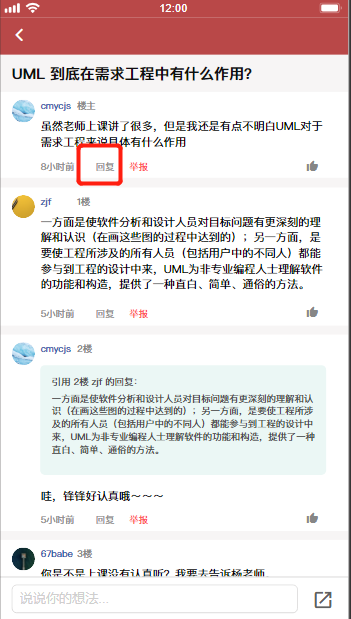 12:00
UML 到底在需求工程中有什么作用?
cmycjs 楼主
虽然老师上课讲了很多，但是我还是有点不明白UML对于
需求工程来说具体有什么作用
8小时前 回复 举报
zjf 1楼
一方面是使软件分析和设计人员对目标问题有更深刻的理
解和认识（在画这些图的过程中达到的）；另一方面，是
要使工程所涉及的所有人员（包括用户中的不同人）都能
参与到工程的设计中来，UML为非专业编程人士理解软件
的功能和构造，提供了一种直白、简单、通俗的方法。
5小时前 回复 举报
cmycjs 2楼
引用 2楼 zjf 的回复:
一方面是使软件分析和设计人员对目标问题有更深刻的理解和认
识（在画这些图的过程中达到的）；另一方面，是要使工程所涉
及的所有人员（包括用户中的不同人）都能参与到工程的设计中
来，UML为非专业编程人士理解软件的功能和构造，提供了一种
直白、简单、通俗的方法。
哇，锋锋好认真哦～～～
5小时前 回复 举报
67babe 3楼
你是不是上课没有认真听？我要去告诉杨老师
说说你的想法...